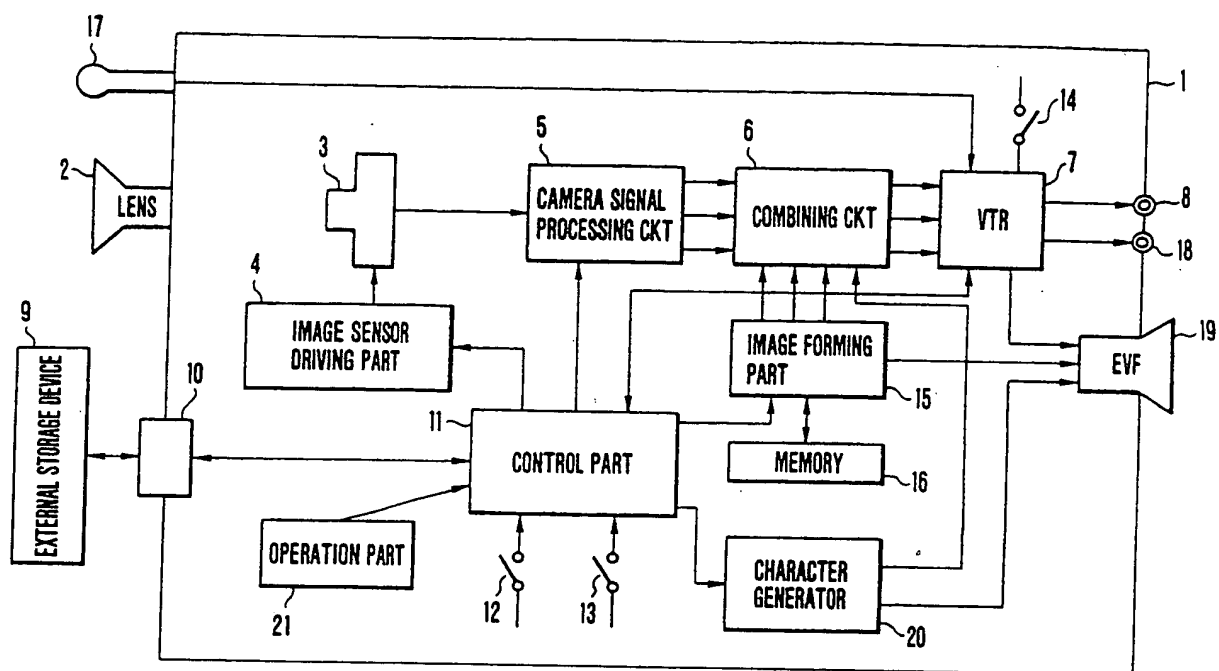 17
1
14
2
LENS
3
5
CAMERA SIGNAL
PROCESSING CKT
6
COMBINING CKT
7
VTR
8
18
4
IMAGE SENSOR
DRIVING PART
9
EXTERNAL STORAGE DEVICE
10
11
CONTROL PART
IMAGE FORMING
PART
15
MEMORY
16
EVF
19
OPERATION PART
21
12
13
CHARACTER
GENERATOR
20